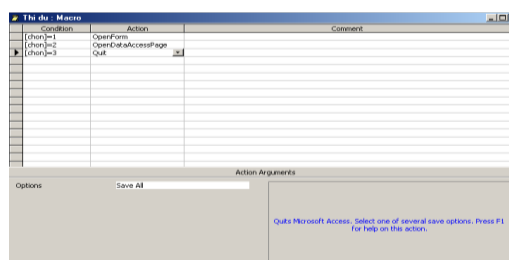 Thi du : Macro
Condition Action Comment
[chon]=1 OpenForm
[chon]=2 OpenDataAccessPage
[chon]=3 Quit
Action Arguments
Options Save All
Quits Microsoft Access. Select one of several save options. Press F1
for help on this action.